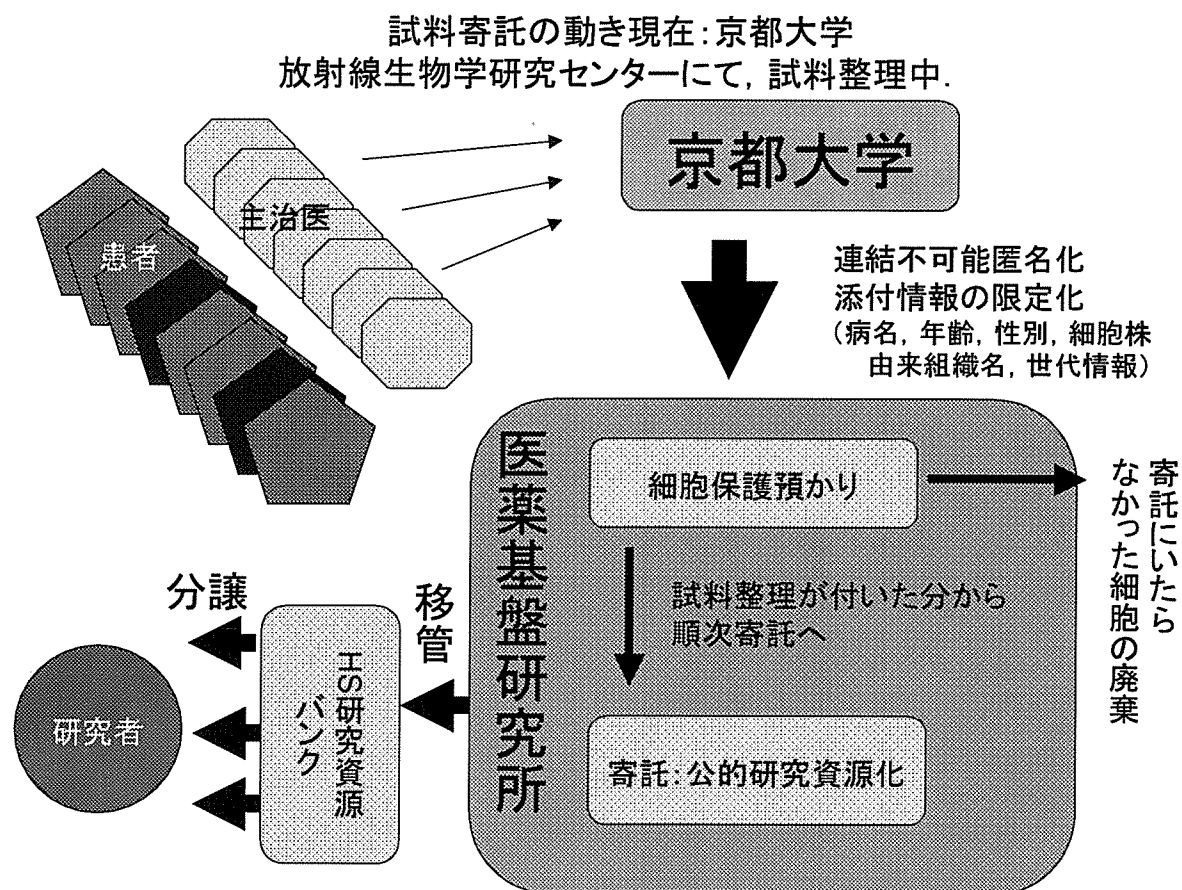 試料寄託の動き現在：京都大学
放射線生物学研究センターにて，試料整理中．
京都大学
主治医
患者
連結不可能匿名化
添付情報の限定化
（病名，年齢，性別，細胞株
由来組織名，世代情報）
医薬基盤研究所
細胞保護預かり
寄託にいたら
なかった細胞の廃棄
試料整理が付いた分から
順次寄託へ
寄託：公的研究資源化
移管
分譲
HS研究資源
バンク
研究者